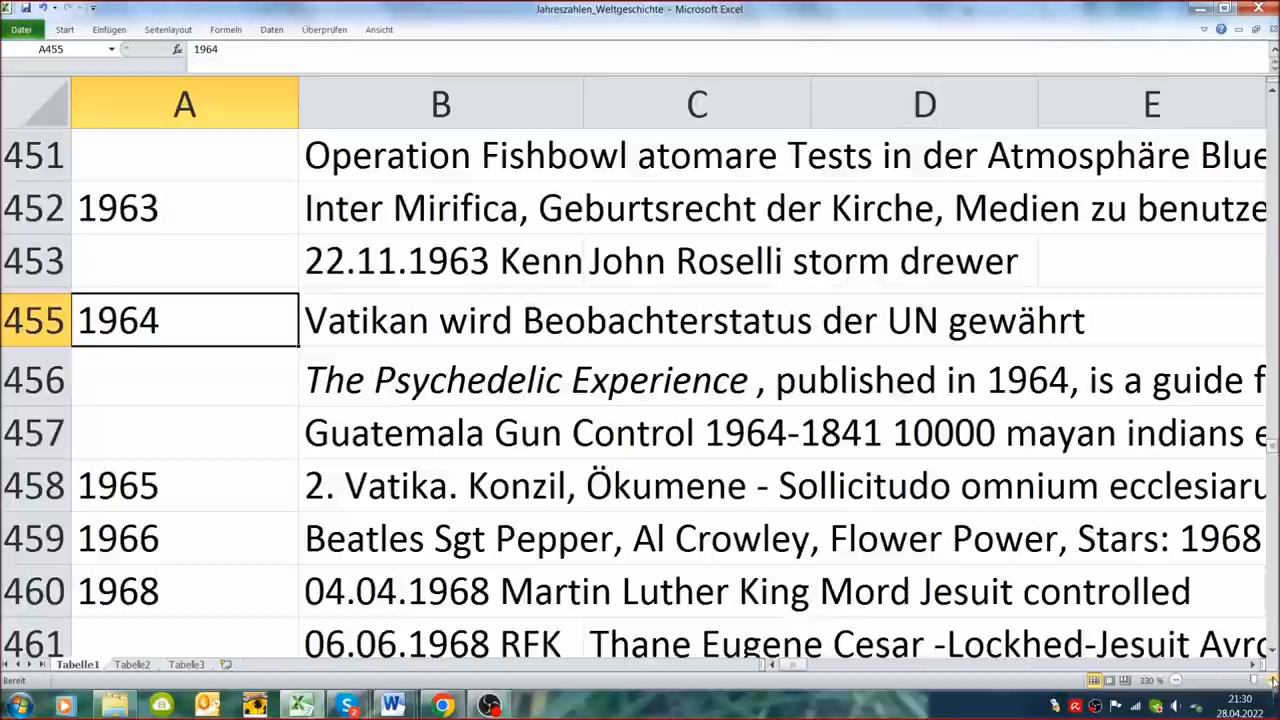 Jahreszahlen_Weltgeschichte - Microsoft Excel
Datei Start Einfügen Seitenlayout Formeln Daten Überprüfen Ansicht
A455 fx 1964
A B C D E
451 Operation Fishbowl atomare Tests in der Atmosphäre Blue
452 1963 Inter Mirifica, Geburtsrecht der Kirche, Medien zu benutze
453 22.11.1963 Kenn John Roselli storm drewer
455 1964 Vatikan wird Beobachterstatus der UN gewährt
456 The Psychedelic Experience , published in 1964, is a guide f
457 Guatemala Gun Control 1964-1841 10000 mayan indians e
458 1965 2. Vatika. Konzil, Ökumene - Sollicitudo omnium ecclesiaru
459 1966 Beatles Sgt Pepper, Al Crowley, Flower Power, Stars: 1968
460 1968 04.04.1968 Martin Luther King Mord Jesuit controlled
461 06.06.1968 RFK Thane Eugene Cesar -Lockhed-Jesuit Avro
Tabelle1 Tabelle2 Tabelle3
Bereit 330 %
21:30
28.04.2022